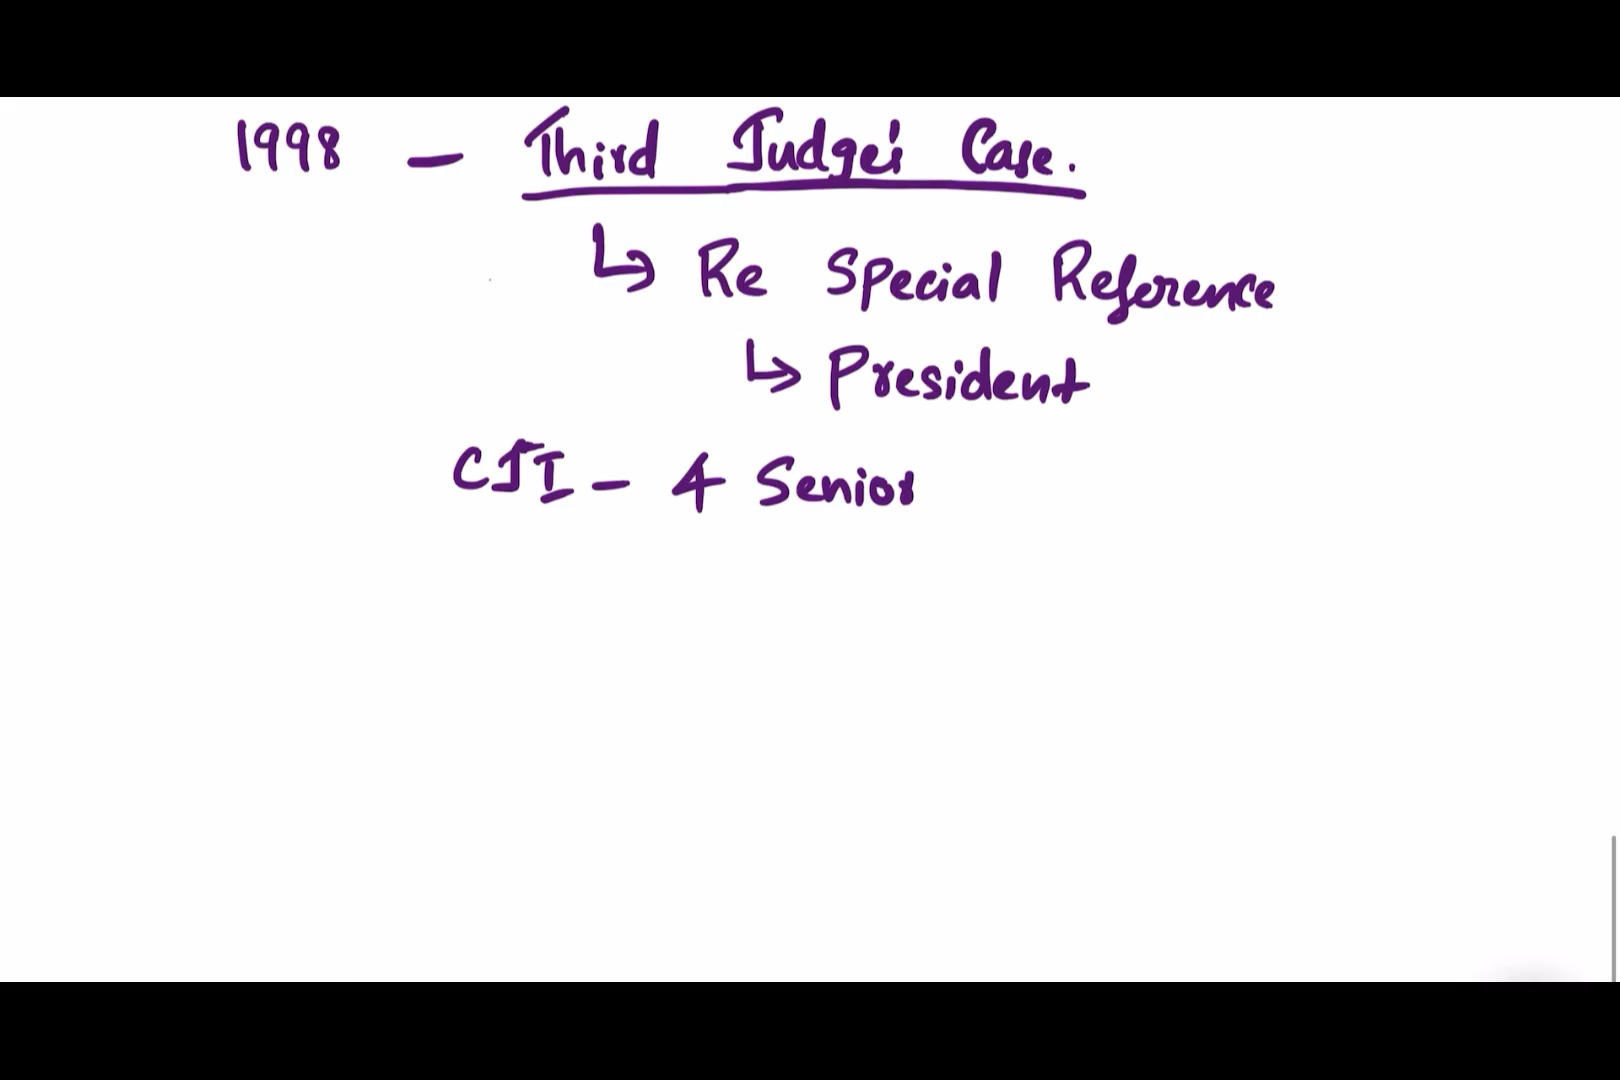 1998 - Third Judge's Case.
↳ Re Special Reference
↳ President
CJI - 4 Senior